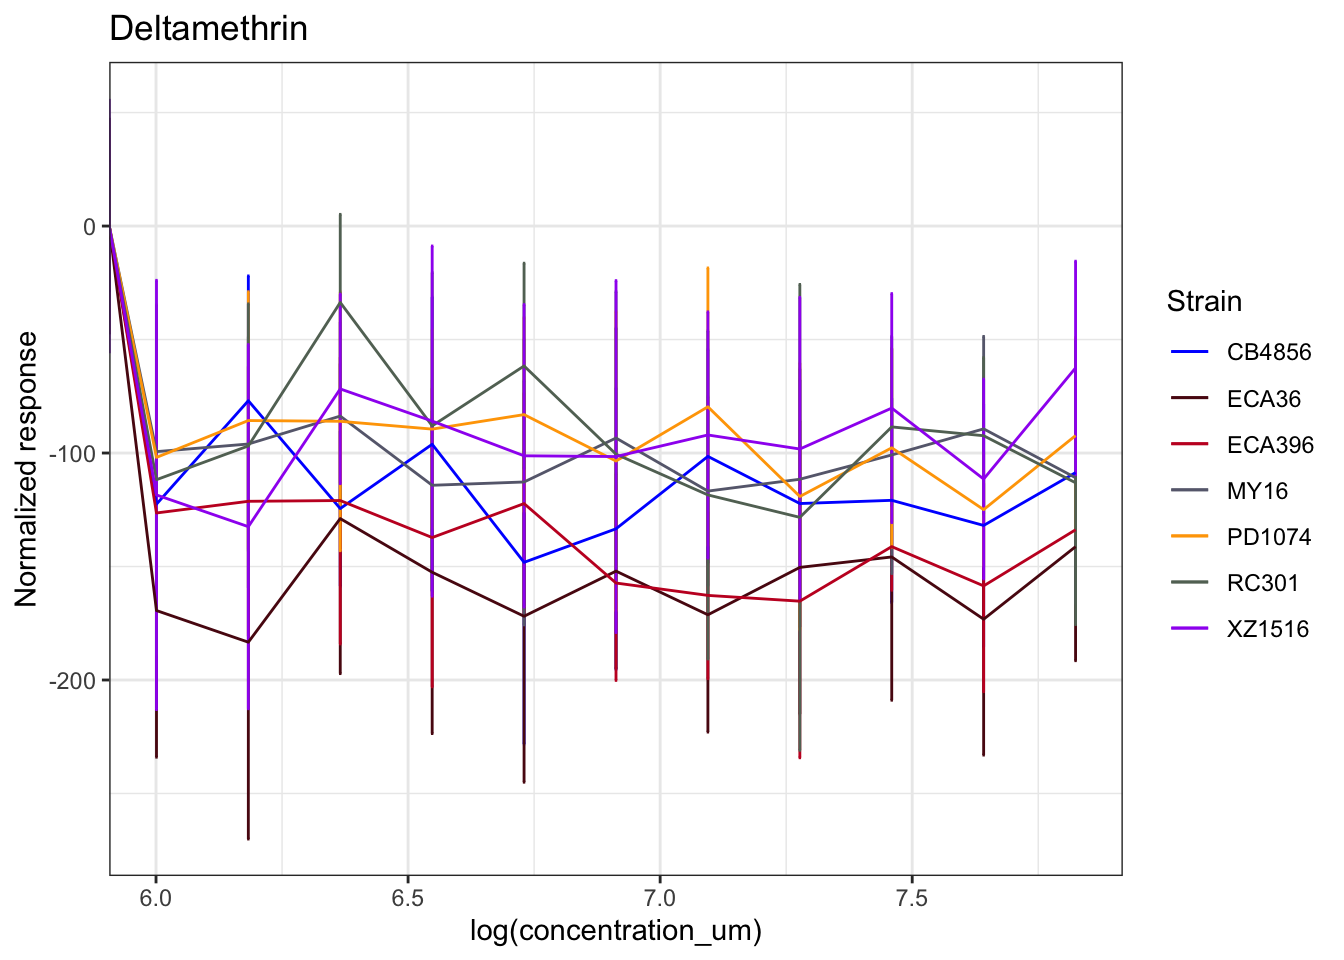 Deltamethrin
Normalized response
0
-100
-200
6.0
6.5
7.0
7.5
log(concentration_um)
Strain
CB4856
ECA36
ECA396
MY16
PD1074
RC301
XZ1516